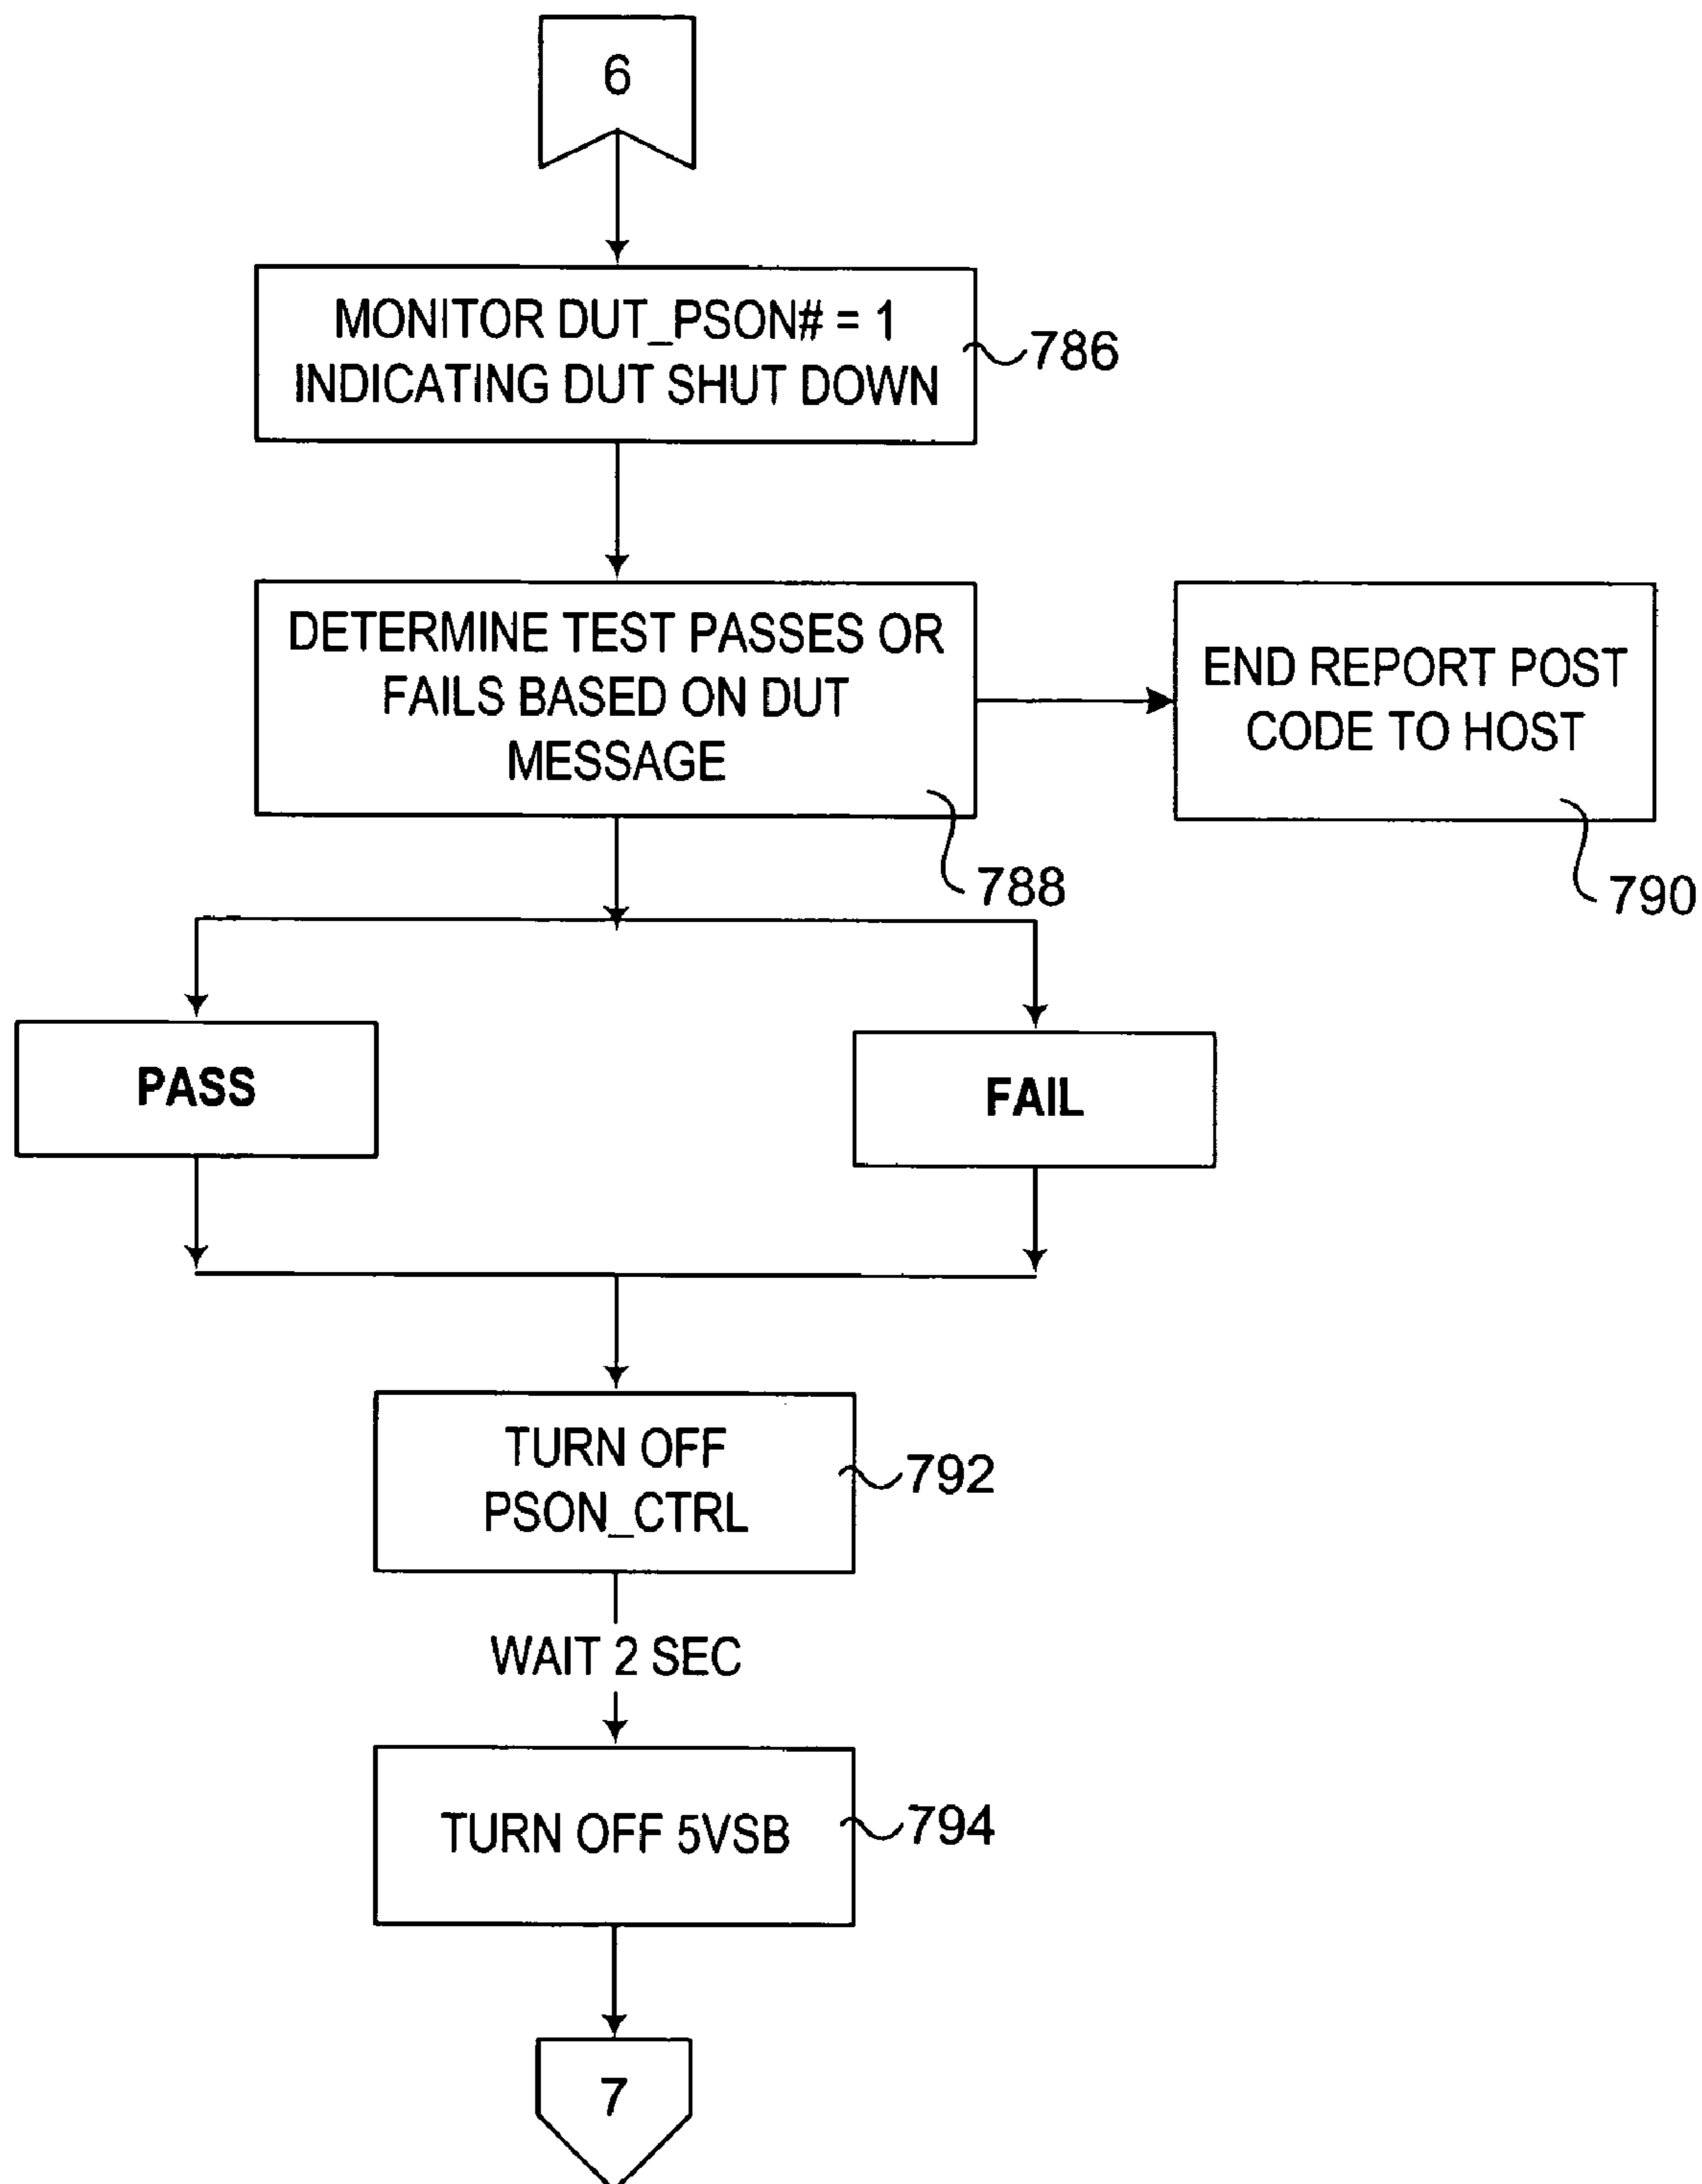 6
MONITOR DUT_PSON# = 1
INDICATING DUT SHUT DOWN
786
DETERMINE TEST PASSES OR
FAILS BASED ON DUT
MESSAGE
788
END REPORT POST
CODE TO HOST
790
PASS
FAIL
TURN OFF
PSON_CTRL
792
WAIT 2 SEC
TURN OFF 5VSB
794
7